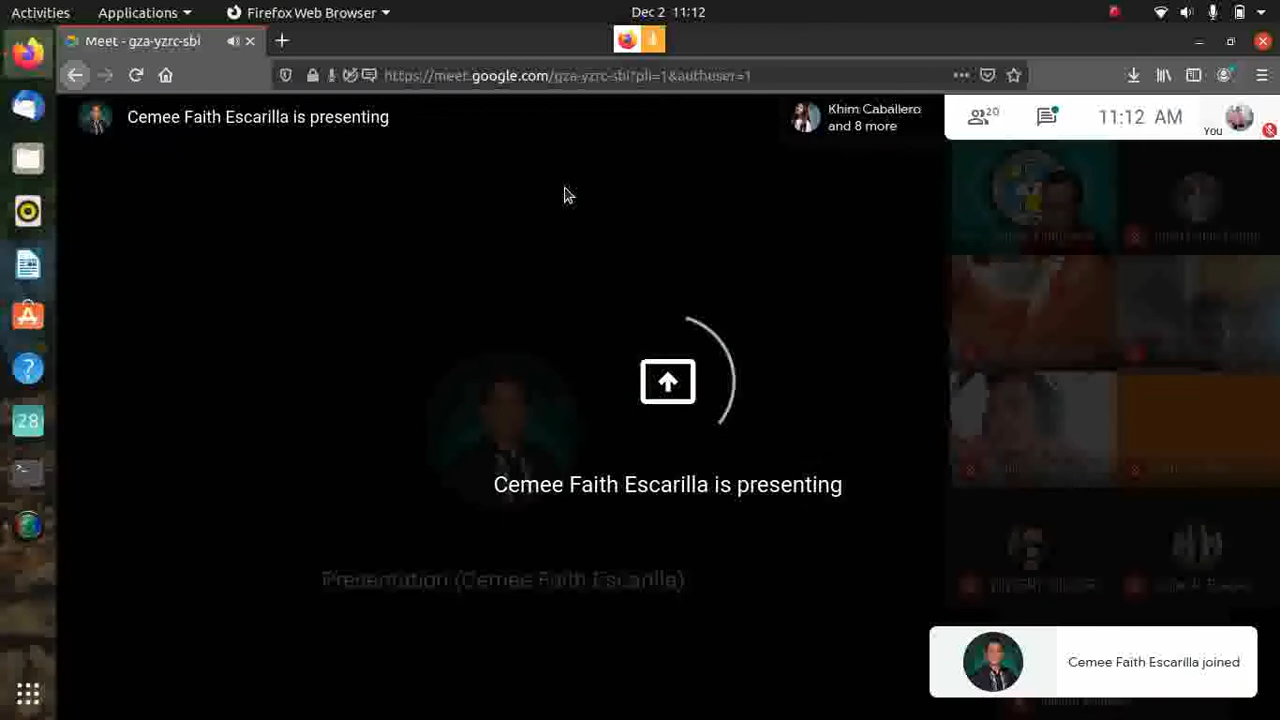 Activities Applications Firefox Web Browser Dec 2 11:12
Meet - gza-yzrc-sbl
https://meet.google.com/gza-yzrc-sbl?pli=1&authuser=1
Cemee Faith Escarilla is presenting
Khim Caballero
and 8 more
20
11:12 AM
You
Cemee Faith Escarilla is presenting
Presentation (Cemee Faith Escarilla)
Cemee Faith Escarilla joined
28